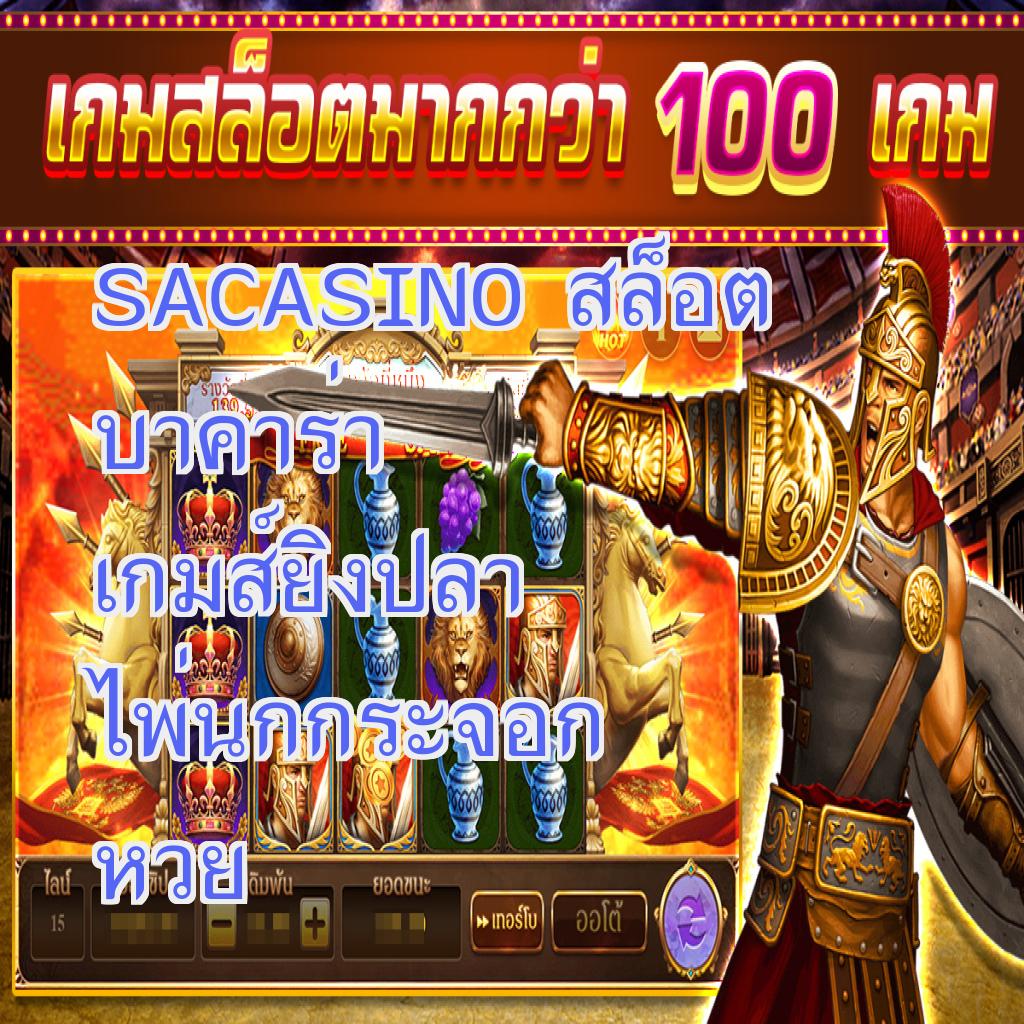 เกมสล็อตมากกว่า 100 เกม
SACASINO สล็อต
HOT
บาคาร่า
เกมส์ยิงปลา
ไพ่นกกระจอก
หวย
ไลน์
ยอดชนะ
15
เทอร์โบ
ออโต้